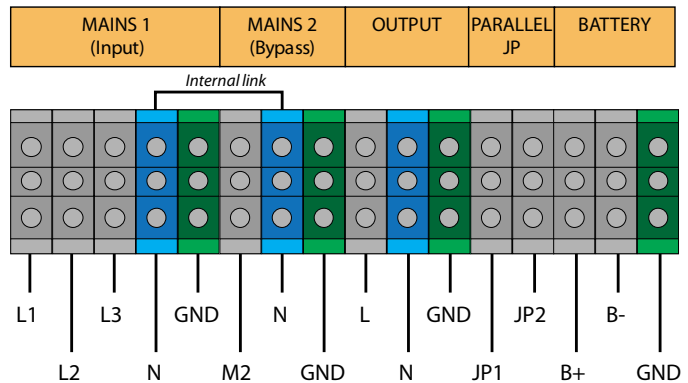 MAINS 1
(Input)
MAINS 2
(Bypass)
OUTPUT
PARALLEL
JP
BATTERY
Internal link
L1 L3 GND N L GND JP2 B-
L2 N M2 GND N JP1 B+ GND